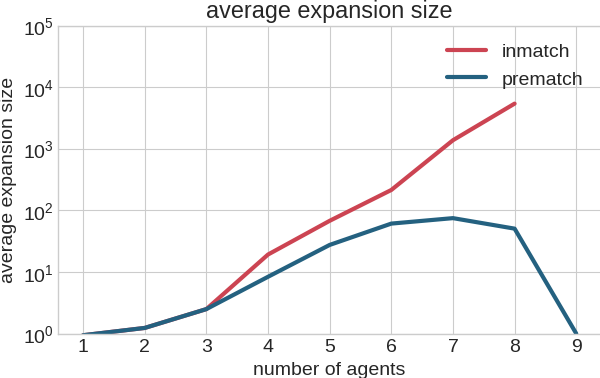 average expansion size
10^5
inmatch
prematch
10^4
10^3
10^2
10^1
10^0
average expansion size
1 2 3 4 5 6 7 8 9
number of agents